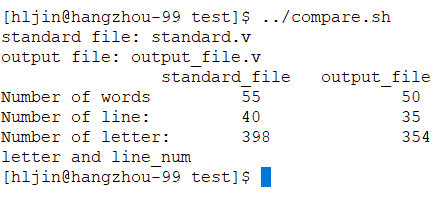 [hljin@hangzhou-99 test]$ ../compare.sh
standard file: standard.v
output file: output_file.v
standard_file output_file
Number of words 55 50
Number of line: 40 35
Number of letter: 398 354
letter and line_num
[hljin@hangzhou-99 test]$